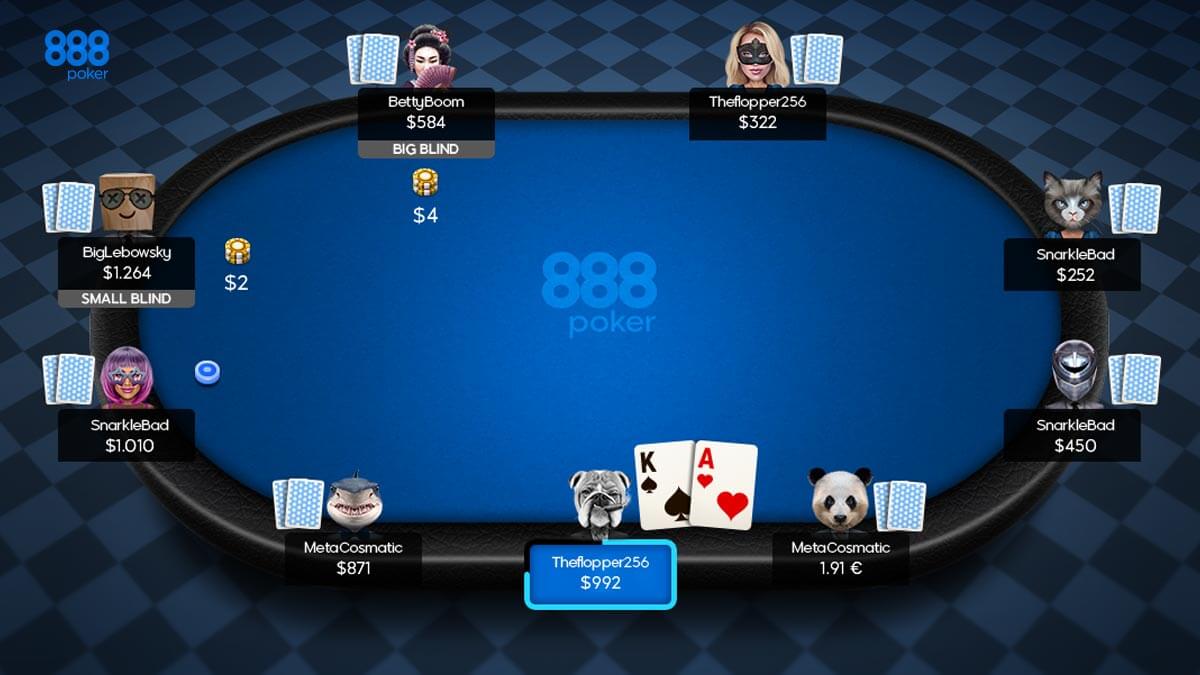 888
poker
BettyBoom
$584
BIG BLIND
$4
Theflopper256
$322
BigLebowsky
$1.264
SMALL BLIND
$2
SnarkleBad
$252
888
poker
SnarkleBad
$1.010
SnarkleBad
$450
MetaCosmatic
$871
K
A
Theflopper256
$992
MetaCosmatic
1.91 €